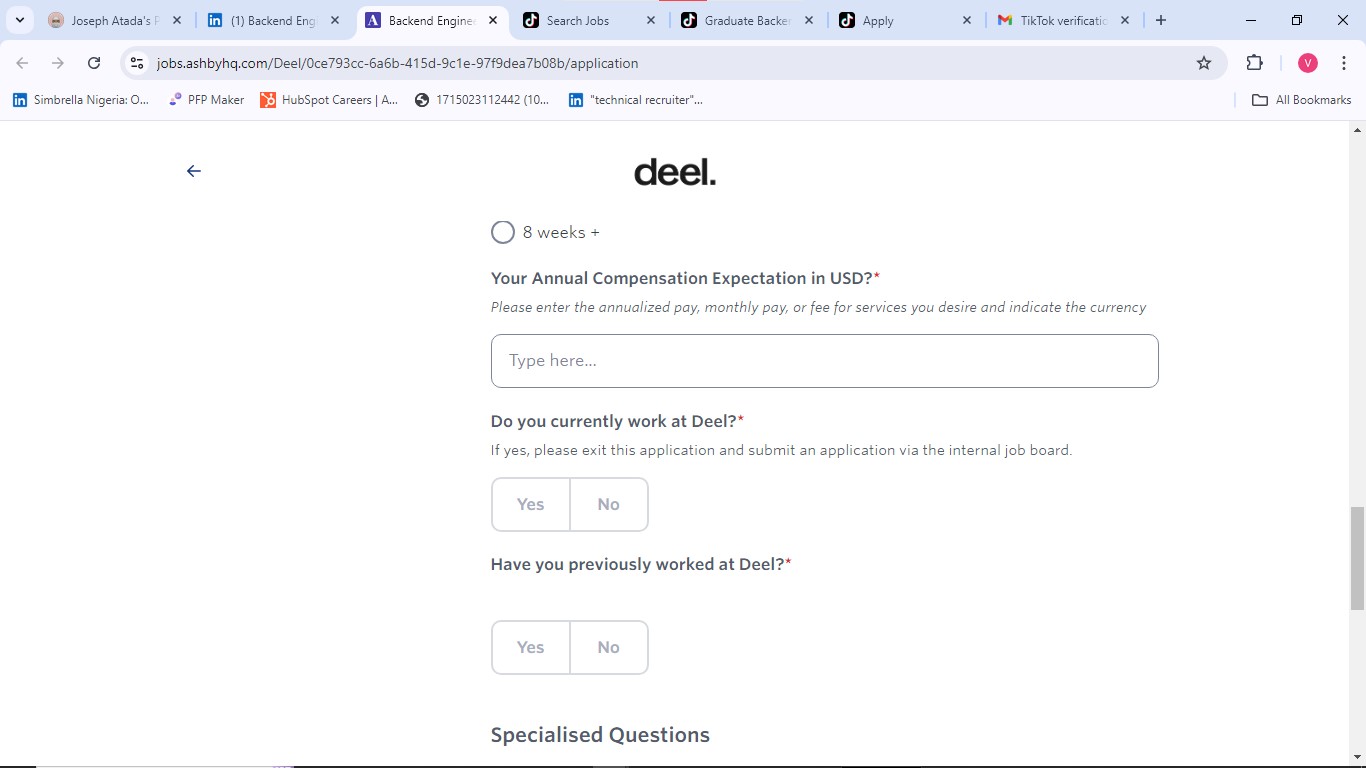 Joseph Atada's P
(1) Backend Eng
Backend Enginee
Search Jobs
Graduate Backen
Apply
TikTok verificatio
jobs.ashbyhq.com/Deel/0ce793cc-6a6b-415d-9c1e-97f9dea7b08b/application
V
Simbrella Nigeria: O...
PFP Maker
HubSpot Careers | A...
1715023112442 (10...
"technical recruiter"...
All Bookmarks
deel.
8 weeks +
Your Annual Compensation Expectation in USD?*
Please enter the annualized pay, monthly pay, or fee for services you desire and indicate the currency
Type here...
Do you currently work at Deel?*
If yes, please exit this application and submit an application via the internal job board.
Yes No
Have you previously worked at Deel?*
Yes No
Specialised Questions